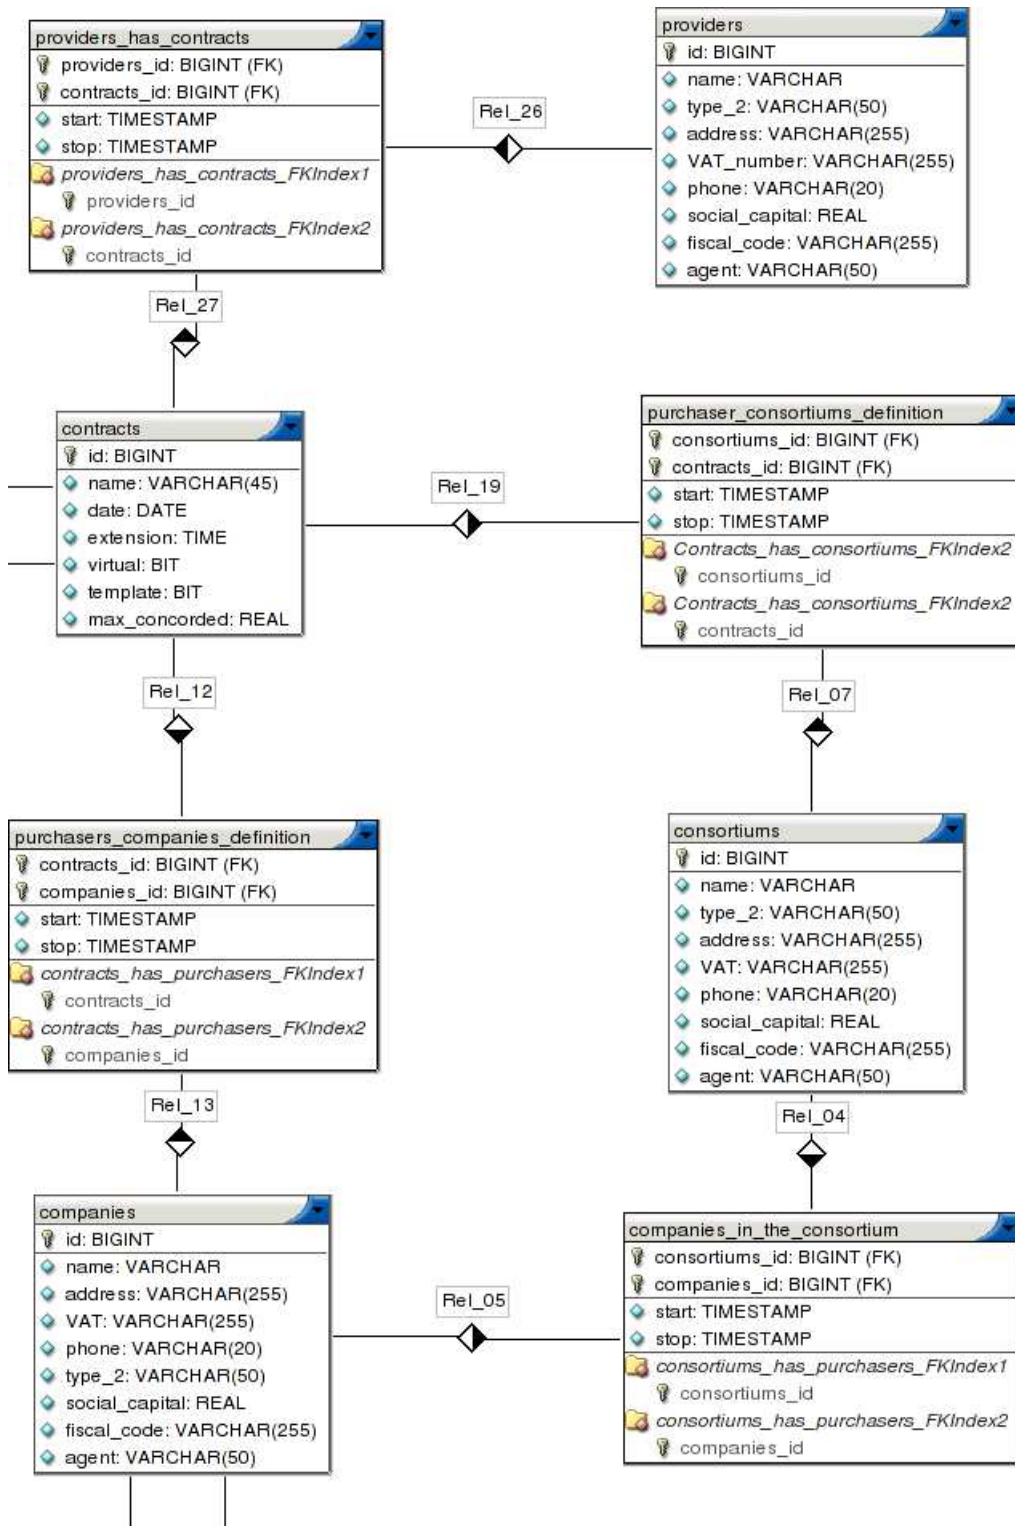 providers_has_contracts
providers_id: BIGINT (FK)
contracts_id: BIGINT (FK)
start: TIMESTAMP
stop: TIMESTAMP
providers_has_contracts_FKIndex1
providers_id
providers_has_contracts_FKIndex2
contracts_id
Rel_26
providers
id: BIGINT
name: VARCHAR
type_2: VARCHAR(50)
address: VARCHAR(255)
VAT_number: VARCHAR(255)
phone: VARCHAR(20)
social_capital: REAL
fiscal_code: VARCHAR(255)
agent: VARCHAR(50)
Rel_27
contracts
id: BIGINT
name: VARCHAR(45)
date: DATE
extension: TIME
virtual: BIT
template: BIT
max_concorded: REAL
Rel_19
purchaser_consortiums_definition
consortiums_id: BIGINT (FK)
contracts_id: BIGINT (FK)
start: TIMESTAMP
stop: TIMESTAMP
Contracts_has_consortiums_FKIndex2
consortiums_id
Contracts_has_consortiums_FKIndex2
contracts_id
Rel_12
Rel_07
purchasers_companies_definition
contracts_id: BIGINT (FK)
companies_id: BIGINT (FK)
start: TIMESTAMP
stop: TIMESTAMP
contracts_has_purchasers_FKIndex1
contracts_id
contracts_has_purchasers_FKIndex2
companies_id
consortiums
id: BIGINT
name: VARCHAR
type_2: VARCHAR(50)
address: VARCHAR(255)
VAT: VARCHAR(255)
phone: VARCHAR(20)
social_capital: REAL
fiscal_code: VARCHAR(255)
agent: VARCHAR(50)
Rel_13
Rel_04
companies
id: BIGINT
name: VARCHAR
address: VARCHAR(255)
VAT: VARCHAR(255)
phone: VARCHAR(20)
type_2: VARCHAR(50)
social_capital: REAL
fiscal_code: VARCHAR(255)
agent: VARCHAR(50)
Rel_05
companies_in_the_consortium
consortiums_id: BIGINT (FK)
companies_id: BIGINT (FK)
start: TIMESTAMP
stop: TIMESTAMP
consortiums_has_purchasers_FKIndex1
consortiums_id
consortiums_has_purchasers_FKIndex2
companies_id